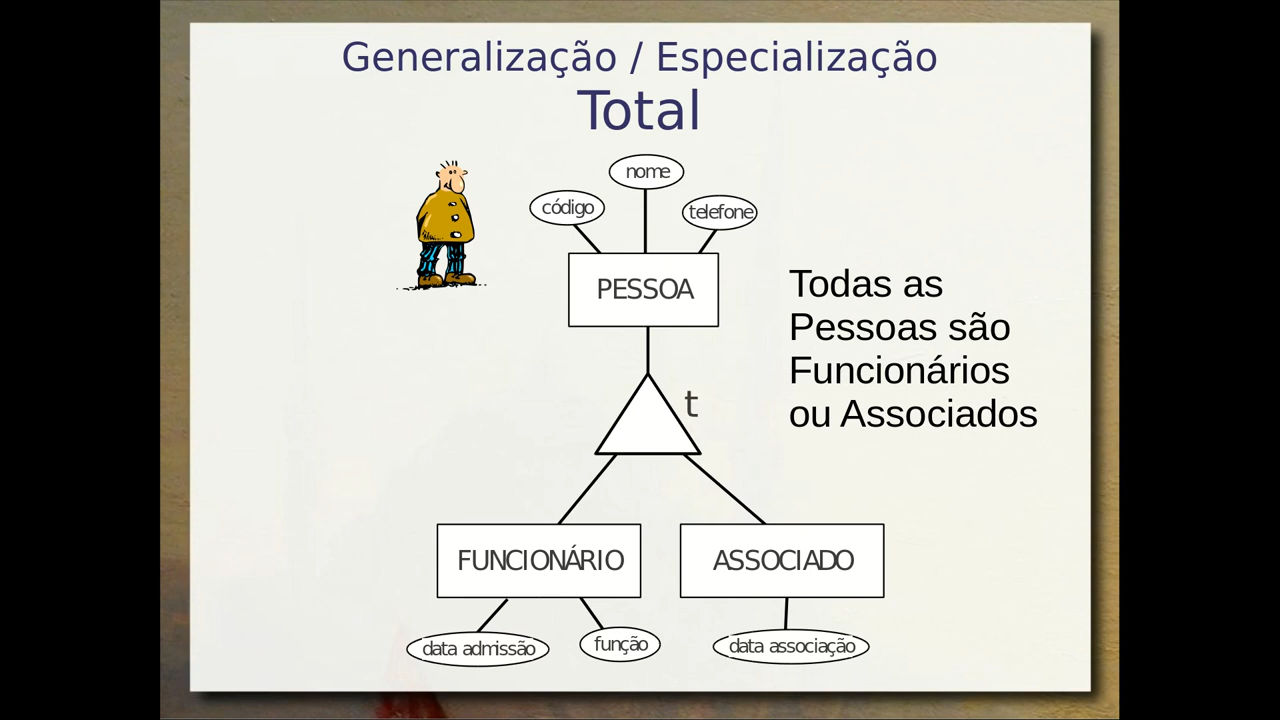 Generalização / Especialização
Total
nome
código
telefone
PESSOA
Todas as
Pessoas são
Funcionários
ou Associados
t
FUNCIONÁRIO
ASSOCIADO
data admissão
função
data associação